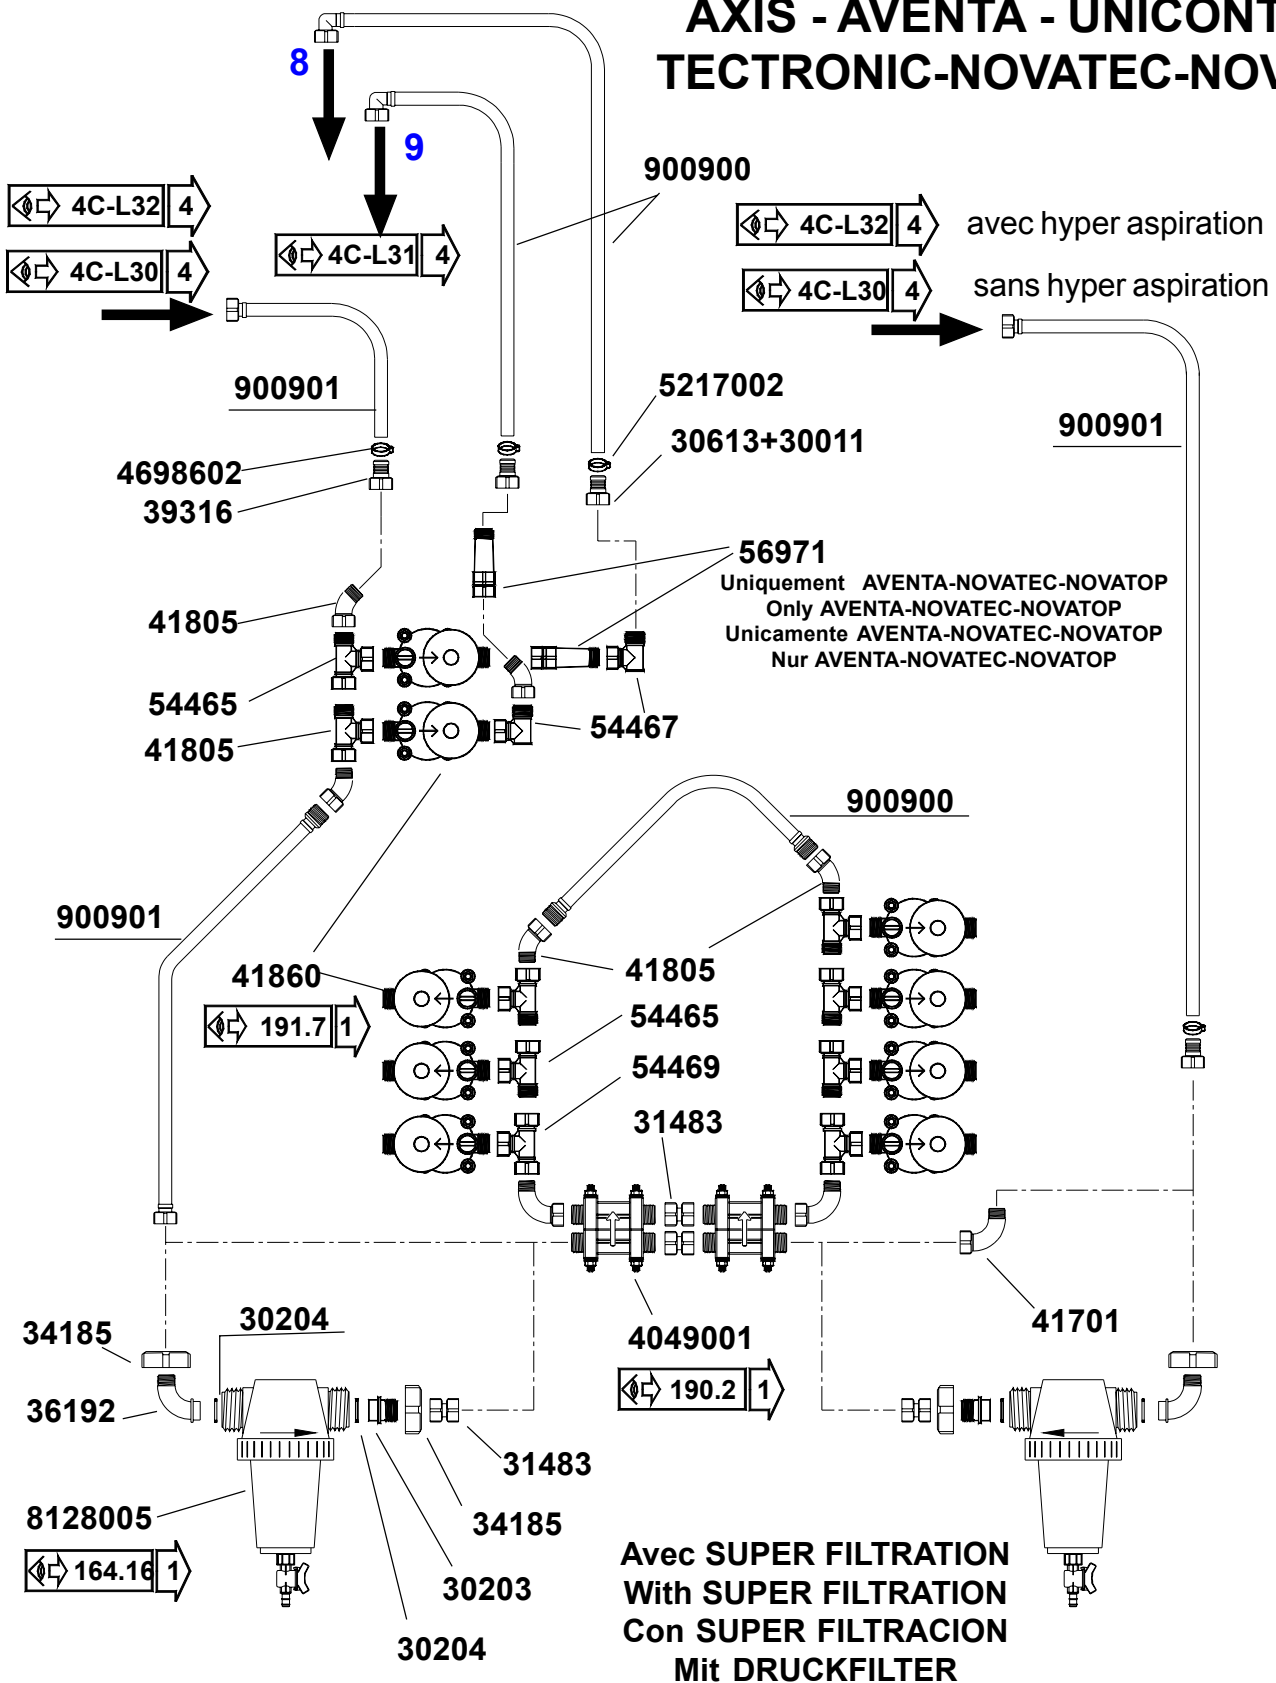 AXIS - AVENTA - UNICONT
TECTRONIC-NOVATEC-NOV
8
9
900900
4C-L32 4
4C-L30 4
4C-L31 4
4C-L32 4 avec hyper aspiration
4C-L30 4 sans hyper aspiration
900901
5217002
30613+30011
900901
4698602
39316
56971
Uniquement AVENTA-NOVATEC-NOVATOP
Only AVENTA-NOVATEC-NOVATOP
Unicamente AVENTA-NOVATEC-NOVATOP
Nur AVENTA-NOVATEC-NOVATOP
41805
54465
41805
54467
900900
900901
41860
191.7 1
41805
54465
54469
31483
34185
30204
4049001
41701
190.2 1
36192
31483
8128005
34185
164.16 1
30203
30204
Avec SUPER FILTRATION
With SUPER FILTRATION
Con SUPER FILTRACION
Mit DRUCKFILTER